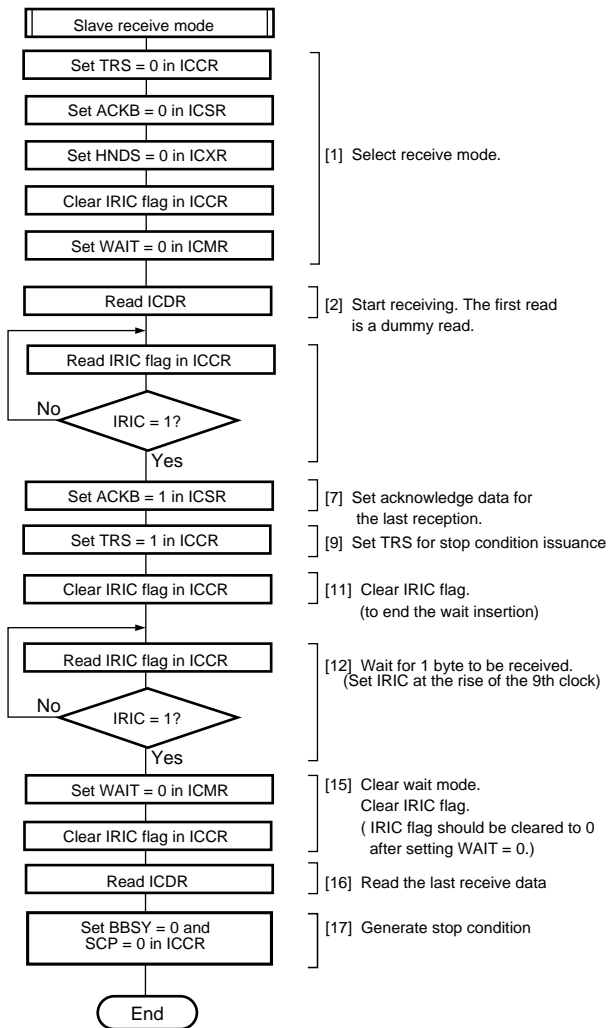 Slave receive mode
Set TRS = 0 in ICCR
Set ACKB = 0 in ICSR
Set HNDS = 0 in ICXR
[1] Select receive mode.
Clear IRIC flag in ICCR
Set WAIT = 0 in ICMR
Read ICDR
[2] Start receiving. The first read
is a dummy read.
Read IRIC flag in ICCR
No
IRIC = 1?
Yes
Set ACKB = 1 in ICSR
[7] Set acknowledge data for
the last reception.
Set TRS = 1 in ICCR
[9] Set TRS for stop condition issuance
Clear IRIC flag in ICCR
[11] Clear IRIC flag.
(to end the wait insertion)
Read IRIC flag in ICCR
[12] Wait for 1 byte to be received.
(Set IRIC at the rise of the 9th clock)
No
IRIC = 1?
Yes
Set WAIT = 0 in ICMR
[15] Clear wait mode.
Clear IRIC flag.
( IRIC flag should be cleared to 0
after setting WAIT = 0.)
Clear IRIC flag in ICCR
Read ICDR
[16] Read the last receive data
Set BBSY = 0 and
SCP = 0 in ICCR
[17] Generate stop condition
End